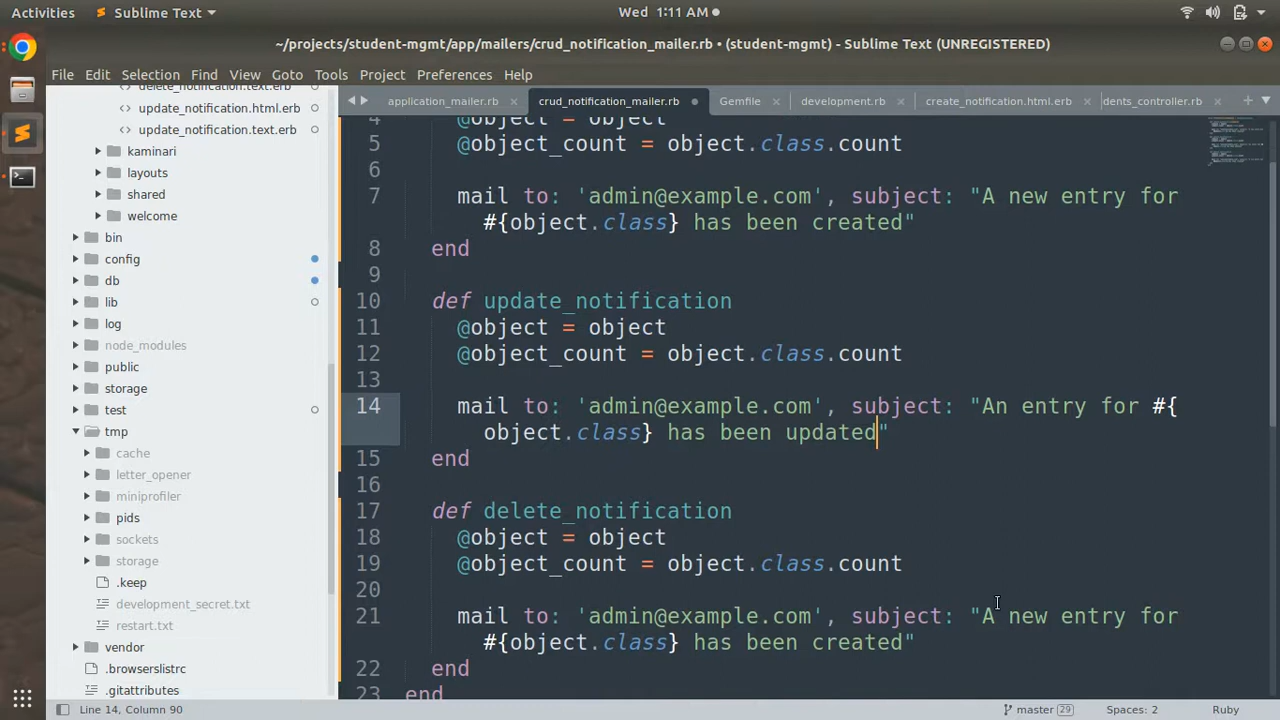 Activities Sublime Text Wed 1:11 AM
~/projects/student-mgmt/app/mailers/crud_notification_mailer.rb • (student-mgmt) - Sublime Text (UNREGISTERED)
File Edit Selection Find View Goto Tools Project Preferences Help
application_mailer.rb crud_notification_mailer.rb Gemfile development.rb create_notification.html.erb dents_controller.rb
delete_notification.text.erb
update_notification.html.erb
update_notification.text.erb
kaminari
layouts
shared
welcome
bin
config
db
lib
log
node_modules
public
storage
test
tmp
cache
letter_opener
miniprofiler
pids
sockets
storage
.keep
development_secret.txt
restart.txt
vendor
.browserslistrc
.gitattributes
4 @object = object
5 @object_count = object.class.count
6
7 mail to: 'admin@example.com', subject: "A new entry for
#{object.class} has been created"
8 end
9
10 def update_notification
11 @object = object
12 @object_count = object.class.count
13
14 mail to: 'admin@example.com', subject: "An entry for #{
object.class} has been updated"
15 end
16
17 def delete_notification
18 @object = object
19 @object_count = object.class.count
20
21 mail to: 'admin@example.com', subject: "A new entry for
#{object.class} has been created"
22 end
23 end
Line 14, Column 90 master 29 Spaces: 2 Ruby